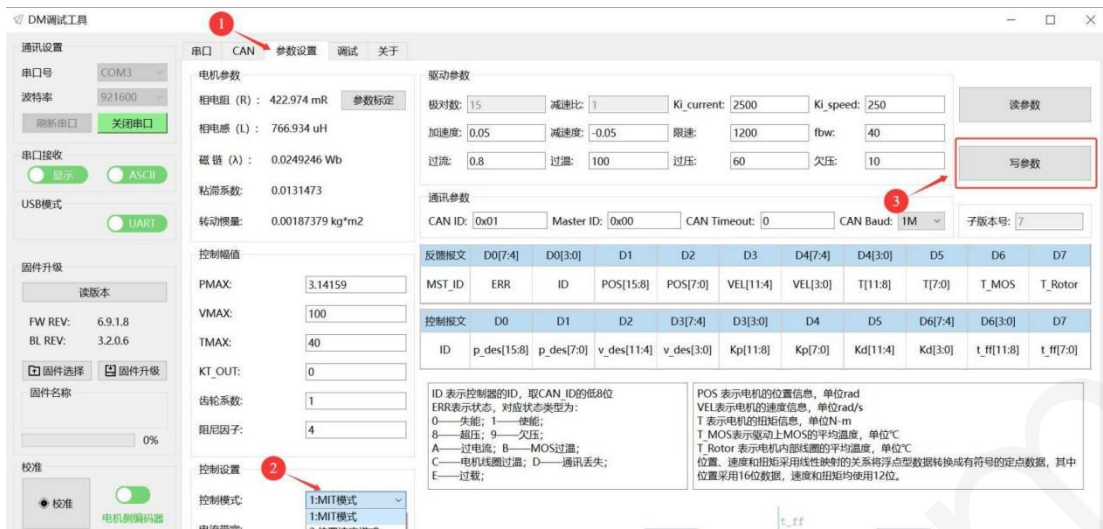 DM调试工具
1
通讯设置
串口号 COM3
波特率 921600
刷新串口 关闭串口
串口接收
显示 ASCII
USB模式
UART
固件升级
读版本
FW REV: 6.9.1.8
BL REV: 3.2.0.6
固件选择 固件升级
固件名称
0%
校准
校准
电机侧编码器
串口 CAN 参数设置 调试 关于
电机参数
相电阻 (R) : 422.974 mR 参数标定
相电感 (L) : 766.934 uH
磁 链 (λ) : 0.0249246 Wb
粘滞系数: 0.0131473
转动惯量: 0.00187379 kg*m2
控制幅值
PMAX: 3.14159
VMAX: 100
TMAX: 40
KT_OUT: 0
齿轮系数: 1
阻尼因子: 4
控制设置
2
控制模式: 1:MIT模式
1:MIT模式
驱动参数
极对数: 15 减速比: 1 Ki_current: 2500 Ki_speed: 250
加速度: 0.05 减速度: -0.05 限速: 1200 fbw: 40
过流: 0.8 过温: 100 过压: 60 欠压: 10
读参数
写参数
3
通讯参数
CAN ID: 0x01 Master ID: 0x00 CAN Timeout: 0 CAN Baud: 1M 子版本号: 7
反馈报文 D0[7:4] D0[3:0] D1 D2 D3 D4[7:4] D4[3:0] D5 D6 D7
MST_ID ERR ID POS[15:8] POS[7:0] VEL[11:4] VEL[3:0] T[11:8] T[7:0] T_MOS T_Rotor
控制报文 D0 D1 D2 D3[7:4] D3[3:0] D4 D5 D6[7:4] D6[3:0] D7
ID p_des[15:8] p_des[7:0] v_des[11:4] v_des[3:0] Kp[11:8] Kp[7:0] Kd[11:4] Kd[3:0] t_ff[11:8] t_ff[7:0]
ID 表示控制器的ID，取CAN_ID的低8位
ERR表示状态，对应状态类型为：
0——失能；1——使能；
8——超压；9——欠压；
A——过电流；B——MOS过温；
C——电机线圈过温；D——通讯丢失；
E——过载；
POS 表示电机的位置信息，单位rad
VEL表示电机的速度信息，单位rad/s
T 表示电机的扭矩信息，单位N·m
T_MOS表示驱动上MOS的平均温度，单位℃
T_Rotor 表示电机内部线圈的平均温度，单位℃
位置、速度和扭矩采用线性映射的关系将浮点型数据转换成有符号的定点数据，其中
位置采用16位数据，速度和扭矩均使用12位。
t_ff